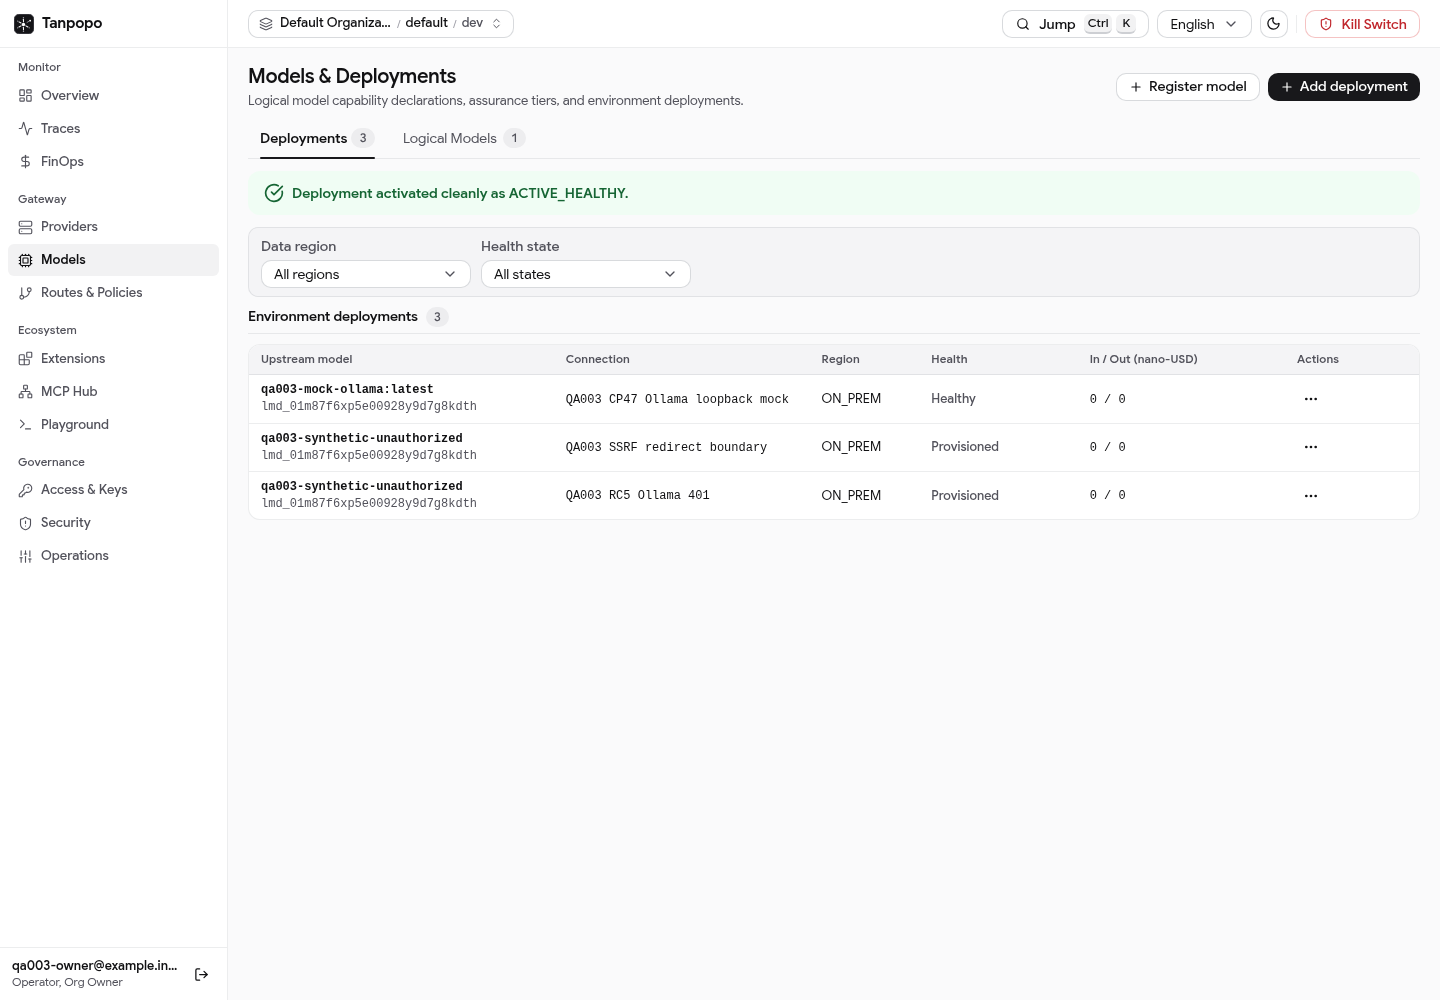 Tanpopo
Default Organiza... / default / dev
Jump Ctrl K
English
Kill Switch
Monitor
Overview
Traces
FinOps
Gateway
Providers
Models
Routes & Policies
Ecosystem
Extensions
MCP Hub
Playground
Governance
Access & Keys
Security
Operations
qa003-owner@example.in...
Operator, Org Owner
Models & Deployments
Logical model capability declarations, assurance tiers, and environment deployments.
Register model
Add deployment
Deployments 3
Logical Models 1
Deployment activated cleanly as ACTIVE_HEALTHY.
Data region
All regions
Health state
All states
Environment deployments 3
Upstream model Connection Region Health In / Out (nano-USD) Actions
qa003-mock-ollama:latest
lmd_01m87f6xp5e00928y9d7g8kdth
QA003 CP47 Ollama loopback mock ON_PREM Healthy 0 / 0
qa003-synthetic-unauthorized
lmd_01m87f6xp5e00928y9d7g8kdth
QA003 SSRF redirect boundary ON_PREM Provisioned 0 / 0
qa003-synthetic-unauthorized
lmd_01m87f6xp5e00928y9d7g8kdth
QA003 RC5 Ollama 401 ON_PREM Provisioned 0 / 0